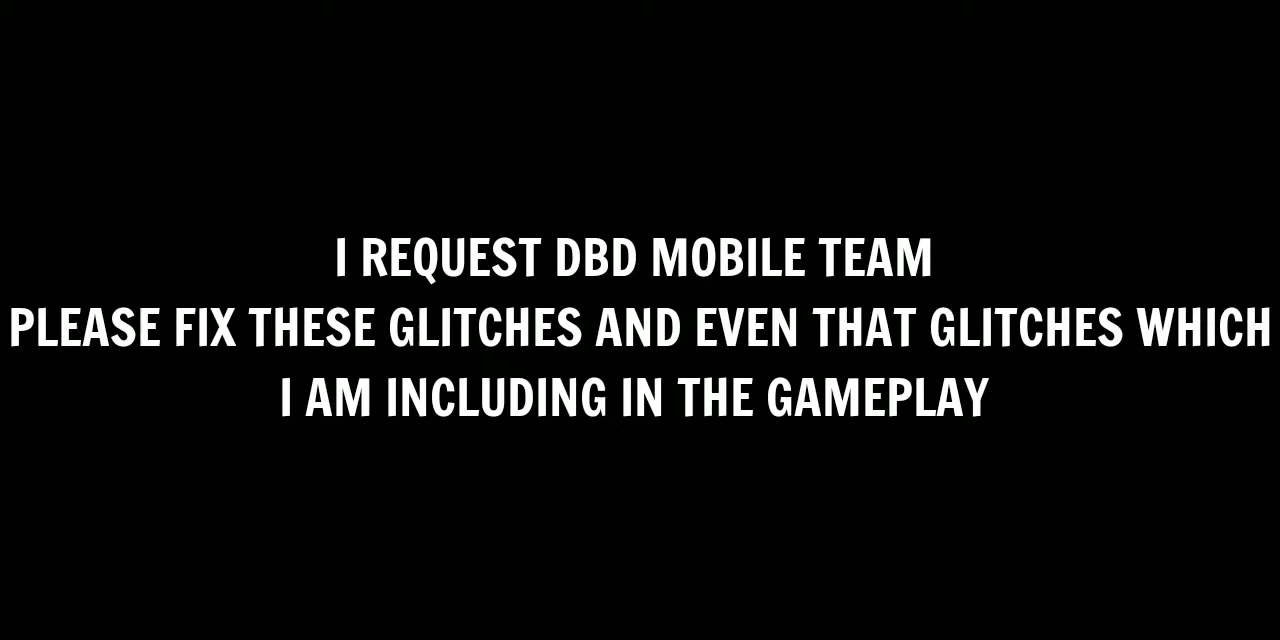 I REQUEST DBD MOBILE TEAM
PLEASE FIX THESE GLITCHES AND EVEN THAT GLITCHES WHICH
I AM INCLUDING IN THE GAMEPLAY